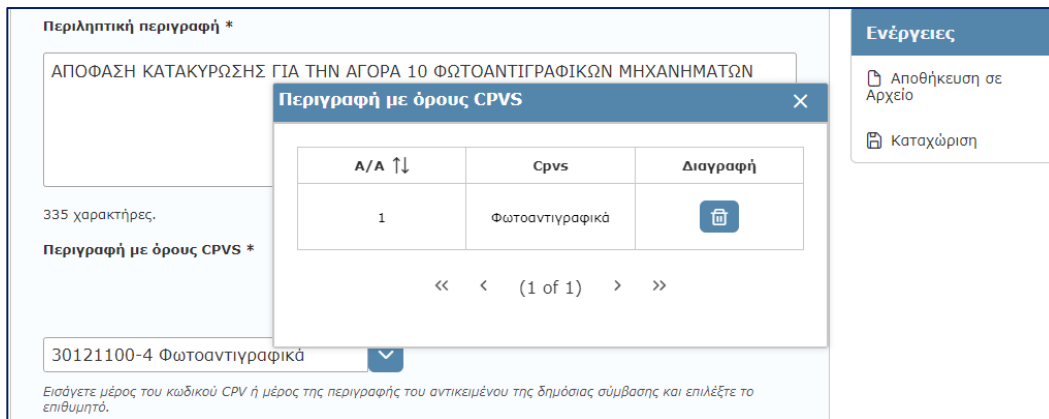 Περιληπτική περιγραφή *
ΑΠΟΦΑΣΗ ΚΑΤΑΚΥΡΩΣΗΣ ΓΙΑ ΤΗΝ ΑΓΟΡΑ 10 ΦΩΤΟΑΝΤΙΓΡΑΦΙΚΩΝ ΜΗΧΑΝΗΜΑΤΩΝ
335 χαρακτήρες.
Περιγραφή με όρους CPVS *
30121100-4 Φωτοαντιγραφικά
Εισάγετε μέρος του κωδικού CPV ή μέρος της περιγραφής του αντικειμένου της δημόσιας σύμβασης και επιλέξτε το
επιθυμητό.
Περιγραφή με όρους CPVS
Α/Α Cpvs Διαγραφή
1 Φωτοαντιγραφικά
« ‹ (1 of 1) › »
Ενέργειες
Αποθήκευση σε
Αρχείο
Καταχώριση